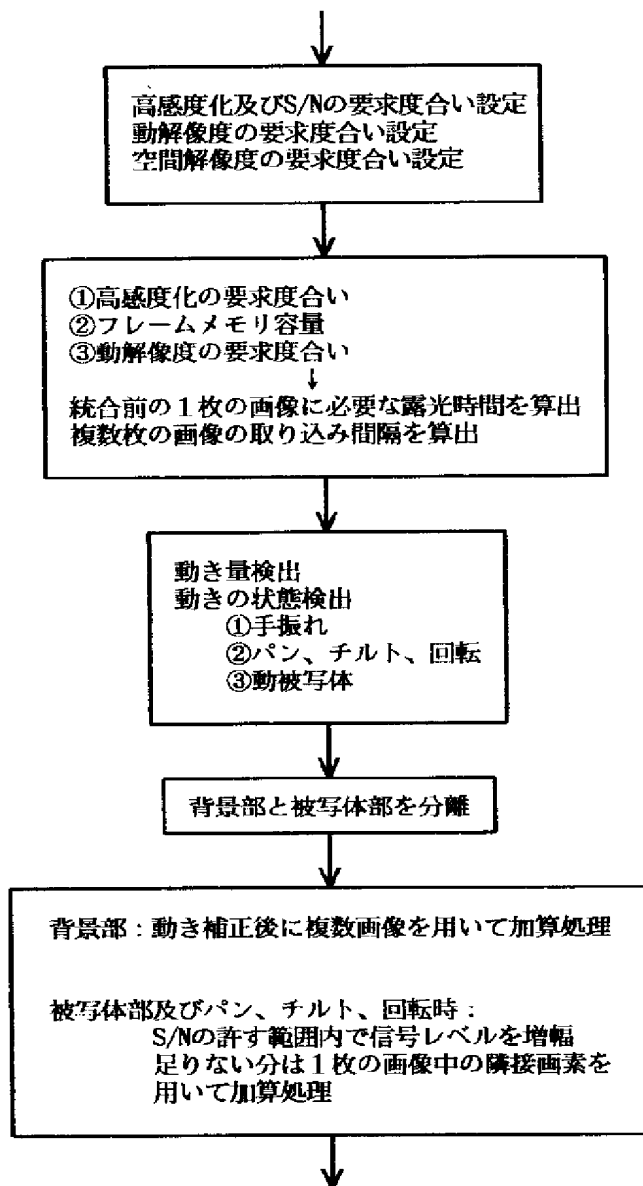 高感度化及びS/Nの要求度合い設定
動解像度の要求度合い設定
空間解像度の要求度合い設定
①高感度化の要求度合い
②フレームメモリ容量
③動解像度の要求度合い
↓
統合前の1枚の画像に必要な露光時間を算出
複数枚の画像の取り込み間隔を算出
動き量検出
動きの状態検出
①手振れ
②パン、チルト、回転
③動被写体
背景部と被写体部を分離
背景部:動き補正後に複数画像を用いて加算処理
被写体部及びパン、チルト、回転時:
S/Nの許す範囲内で信号レベルを増幅
足りない分は1枚の画像中の隣接画素を
用いて加算処理